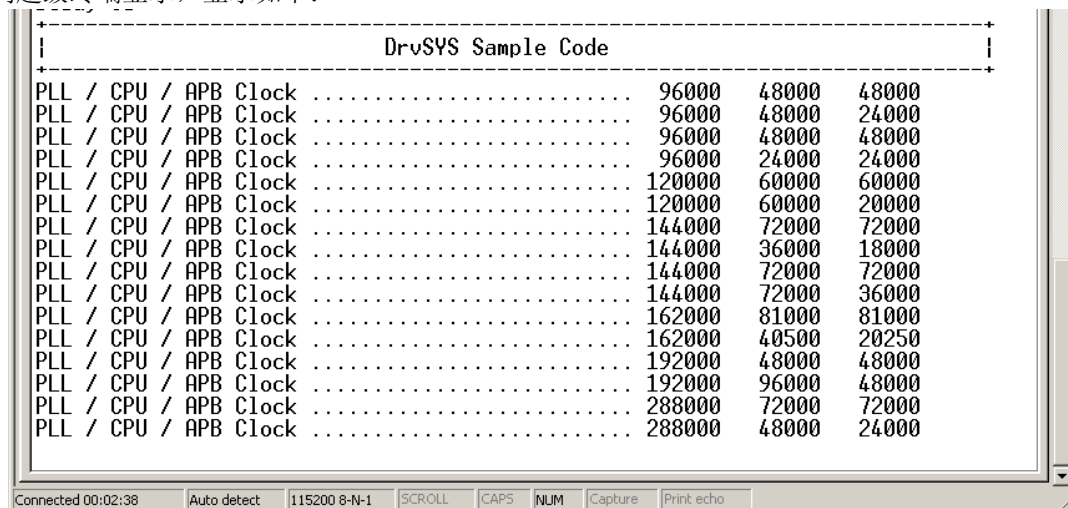 +--------------------------------------------------------------------------+
|                           DrvSYS Sample Code                             |
+--------------------------------------------------------------------------+
PLL / CPU / APB Clock .......................... 96000 48000 48000
PLL / CPU / APB Clock .......................... 96000 48000 24000
PLL / CPU / APB Clock .......................... 96000 48000 48000
PLL / CPU / APB Clock .......................... 96000 24000 24000
PLL / CPU / APB Clock .......................... 120000 60000 60000
PLL / CPU / APB Clock .......................... 120000 60000 20000
PLL / CPU / APB Clock .......................... 144000 72000 72000
PLL / CPU / APB Clock .......................... 144000 36000 18000
PLL / CPU / APB Clock .......................... 144000 72000 72000
PLL / CPU / APB Clock .......................... 144000 72000 36000
PLL / CPU / APB Clock .......................... 162000 81000 81000
PLL / CPU / APB Clock .......................... 162000 40500 20250
PLL / CPU / APB Clock .......................... 192000 48000 48000
PLL / CPU / APB Clock .......................... 192000 96000 48000
PLL / CPU / APB Clock .......................... 288000 72000 72000
PLL / CPU / APB Clock .......................... 288000 48000 24000
Connected 00:02:38 Auto detect 115200 8-N-1 SCROLL CAPS NUM Capture Print echo